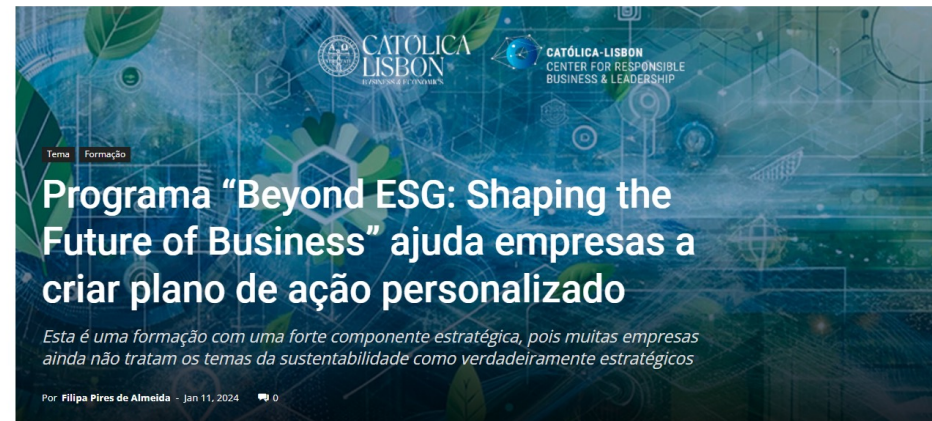 CATOLICA
LISBON
BUSINESS & ECONOMICS
CATÓLICA-LISBON
CENTER FOR RESPONSIBLE
BUSINESS & LEADERSHIP
Tema Formação
Programa “Beyond ESG: Shaping the
Future of Business” ajuda empresas a
criar plano de ação personalizado
Esta é uma formação com uma forte componente estratégica, pois muitas empresas
ainda não tratam os temas da sustentabilidade como verdadeiramente estratégicos
Por Filipa Pires de Almeida - Jan 11, 2024 0